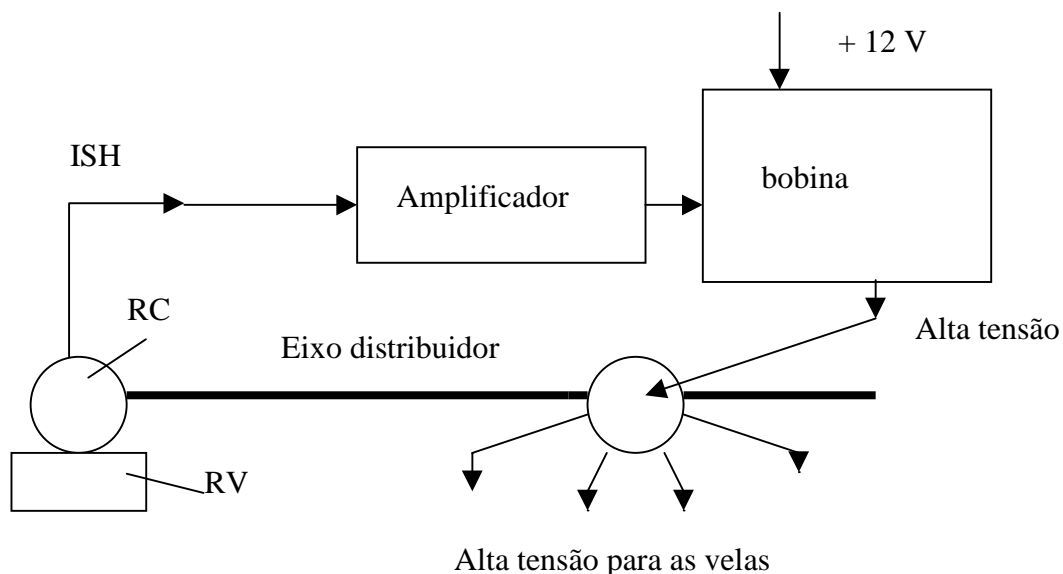 + 12 V
ISH
Amplificador
bobina
RC
Eixo distribuidor
Alta tensão
RV
Alta tensão para as velas